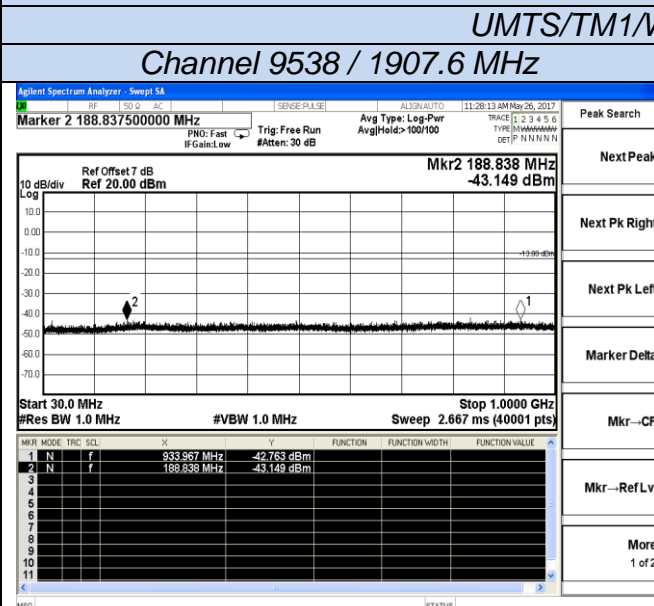 UMTS/TM1/
Channel 9538 / 1907.6 MHz
Agilent Spectrum Analyzer - Swept SA
RF 50 Ω AC SENSE:PULSE ALIGNAUTO 11:28:13 AM May 26, 2017
Marker 2 188.837500000 MHz
PNO: Fast
IFGain:Low
Trig: Free Run
#Atten: 30 dB
Avg Type: Log-Pwr
Avg|Hold:>100/100
TRACE 1 2 3 4 5 6
TYPE MWWWWW
DET P NNNNN
Peak Search
Ref Offset 7 dB
Ref 20.00 dBm
10 dB/div
Log
Mkr2 188.838 MHz
-43.149 dBm
10.0
0.00
-10.0
-20.0
-30.0
-40.0
-50.0
-60.0
-70.0
-13.00 dBm
2
1
Start 30.0 MHz
#Res BW 1.0 MHz
#VBW 1.0 MHz
Stop 1.0000 GHz
Sweep 2.667 ms (40001 pts)
MKR MODE TRC SCL X Y FUNCTION FUNCTION WIDTH FUNCTION VALUE
1 N f 933.967 MHz -42.763 dBm
2 N f 188.838 MHz -43.149 dBm
3
4
5
6
7
8
9
10
11
MSG STATUS
Next Peak
Next Pk Right
Next Pk Left
Marker Delta
Mkr→CF
Mkr→Ref Lv
More
1 of 2